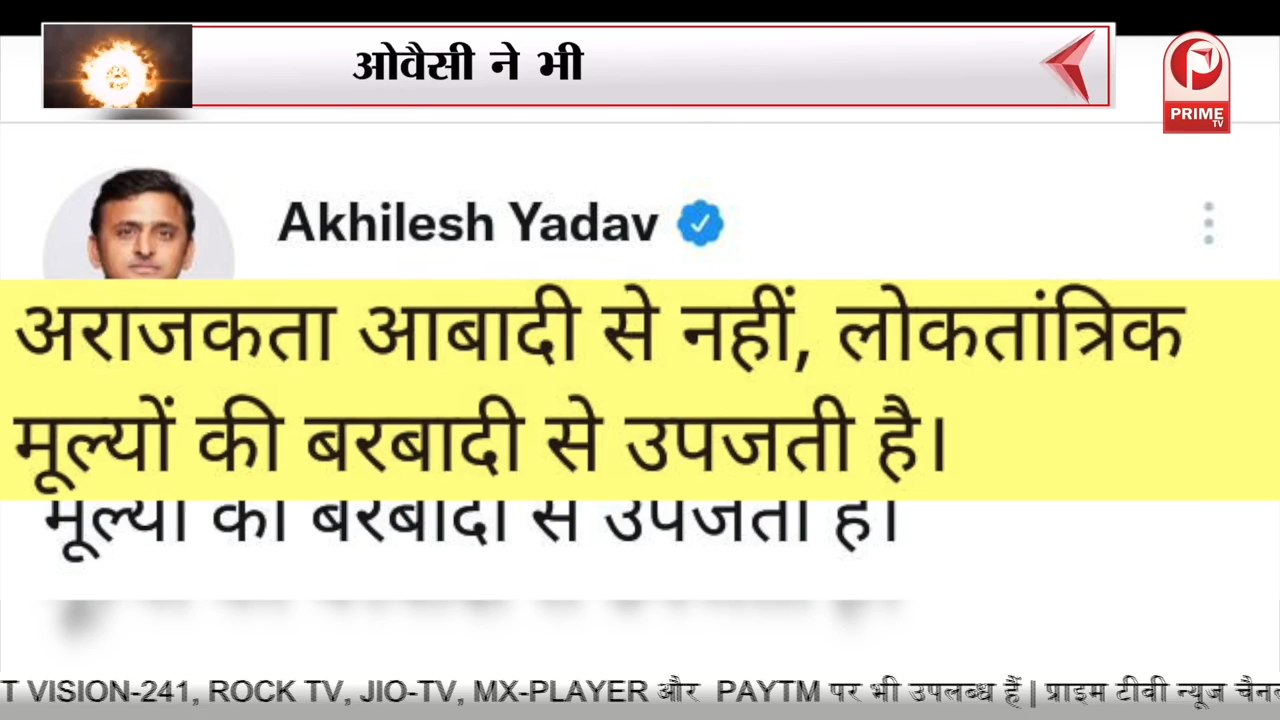 ओवैसी ने भी
PRIME
TV
Akhilesh Yadav
अराजकता आबादी से नहीं, लोकतांत्रिक
मूल्यों की बरबादी से उपजती है।
मूल्यों की बरबादी से उपजती है।
T VISION-241, ROCK TV, JIO-TV, MX-PLAYER और PAYTM पर भी उपलब्ध हैं | प्राइम टीवी न्यूज चैनल